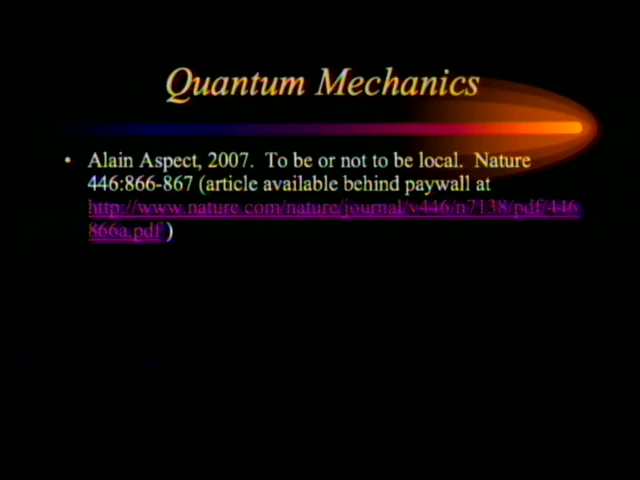 Quantum Mechanics
• Alain Aspect, 2007. To be or not to be local. Nature
446:866-867 (article available behind paywall at
http://www.nature.com/nature/journal/v446/n7138/pdf/446
866a.pdf )